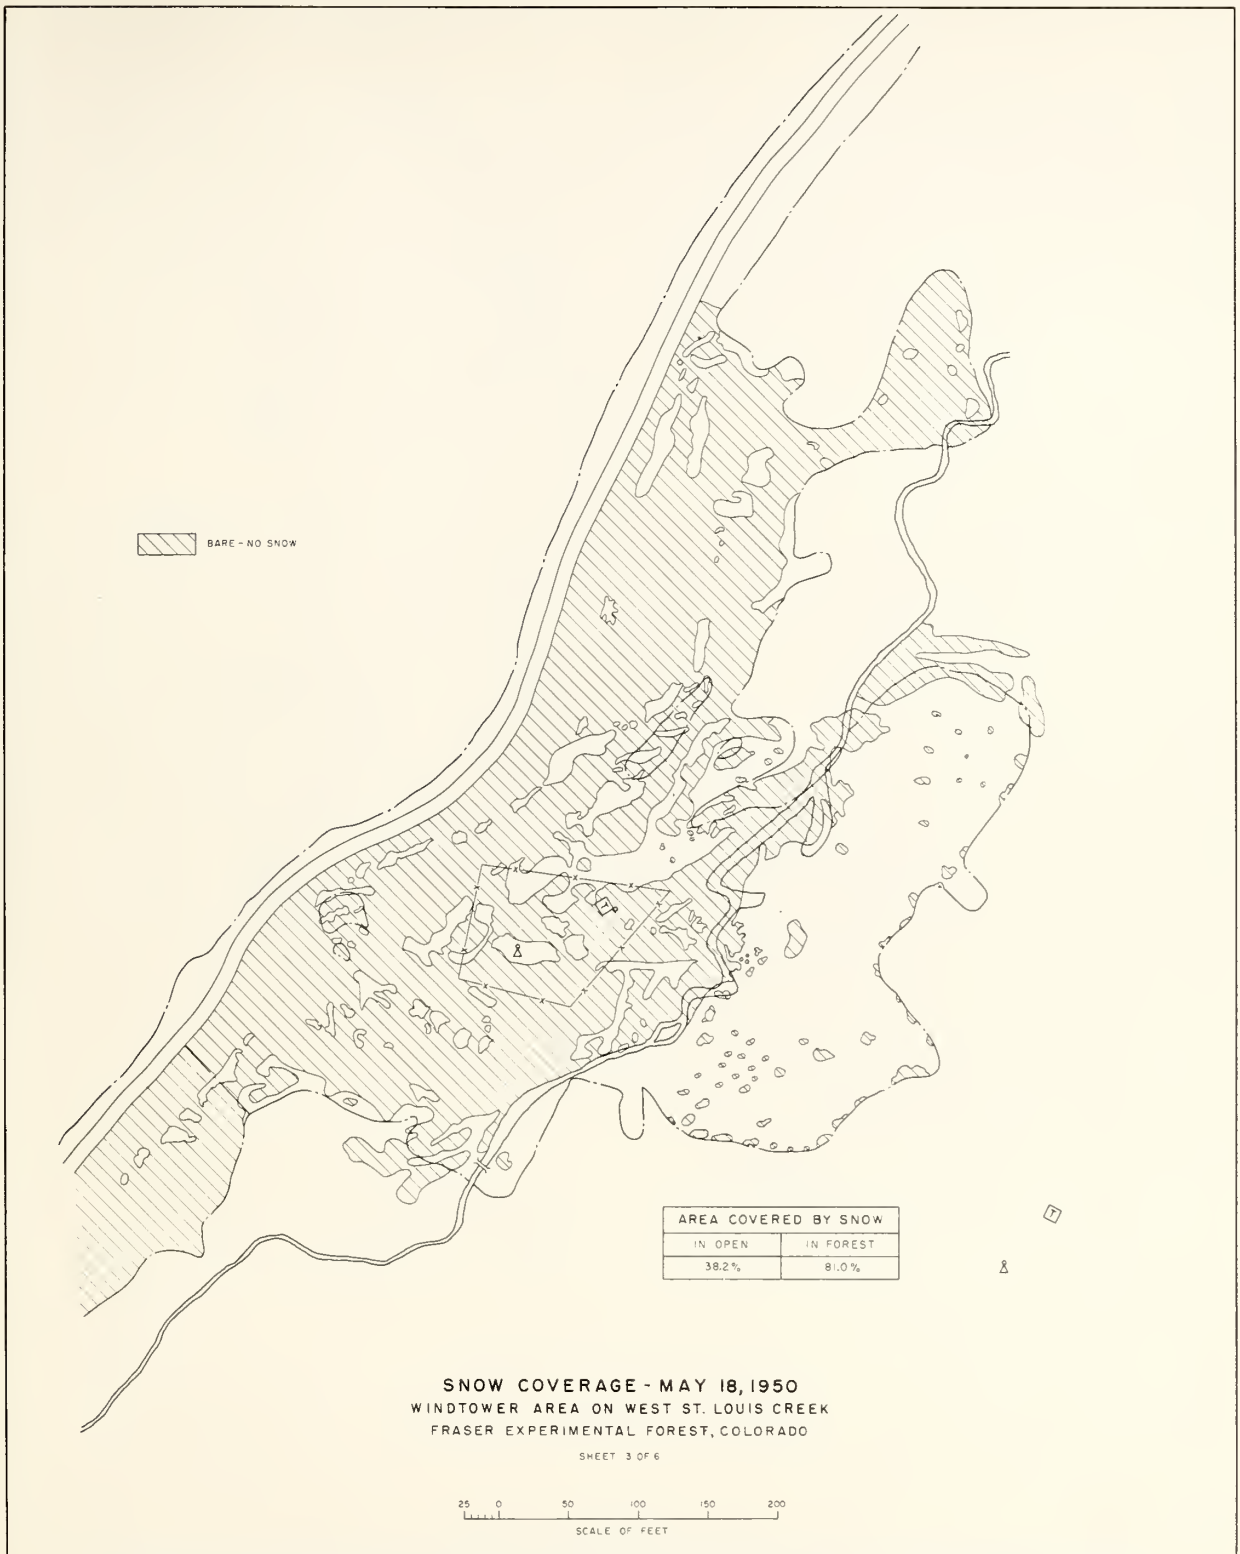 BARE - NO SNOW
T
AREA COVERED BY SNOW
IN OPEN IN FOREST
38.2% 81.0%
T
SNOW COVERAGE - MAY 18, 1950
WINDTOWER AREA ON WEST ST. LOUIS CREEK
FRASER EXPERIMENTAL FOREST, COLORADO
SHEET 3 OF 6
25 0 50 100 150 200
SCALE OF FEET